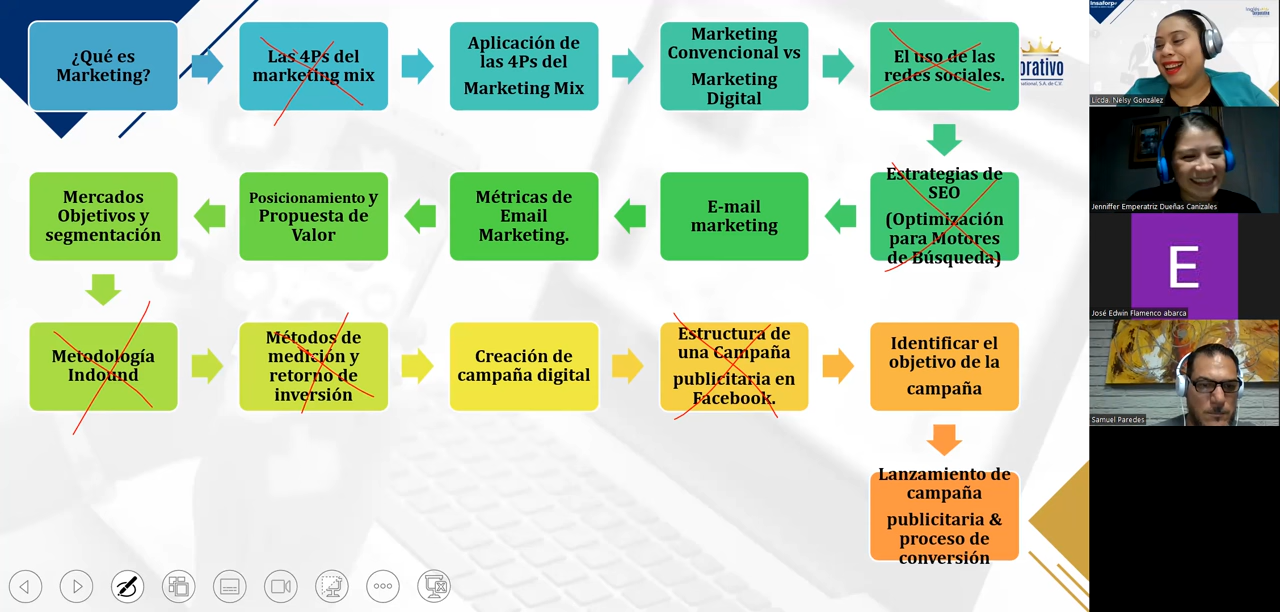 ¿Qué es
Marketing?
Las 4Ps del
marketing mix
Aplicación de
las 4Ps del
Marketing Mix
Marketing
Convencional vs
Marketing
Digital
El uso de las
redes sociales.
Estrategias de
SEO
(Optimización
para Motores
de Búsqueda)
E-mail
marketing
Métricas de
Email
Marketing.
Posicionamiento y
Propuesta de
Valor
Mercados
Objetivos y
segmentación
Metodología
Indound
Métodos de
medición y
retorno de
inversión
Creación de
campaña digital
Estructura de
una Campaña
publicitaria en
Facebook.
Identificar el
objetivo de la
campaña
Lanzamiento de
campaña
publicitaria &
proceso de
conversión
orativo
national, S.A. de C.V.
Insaforp
Licda. Nelsy González
Jenniffer Emperatriz Dueñas Canizales
E
José Edwin Flamenco abarca
Samuel Paredes